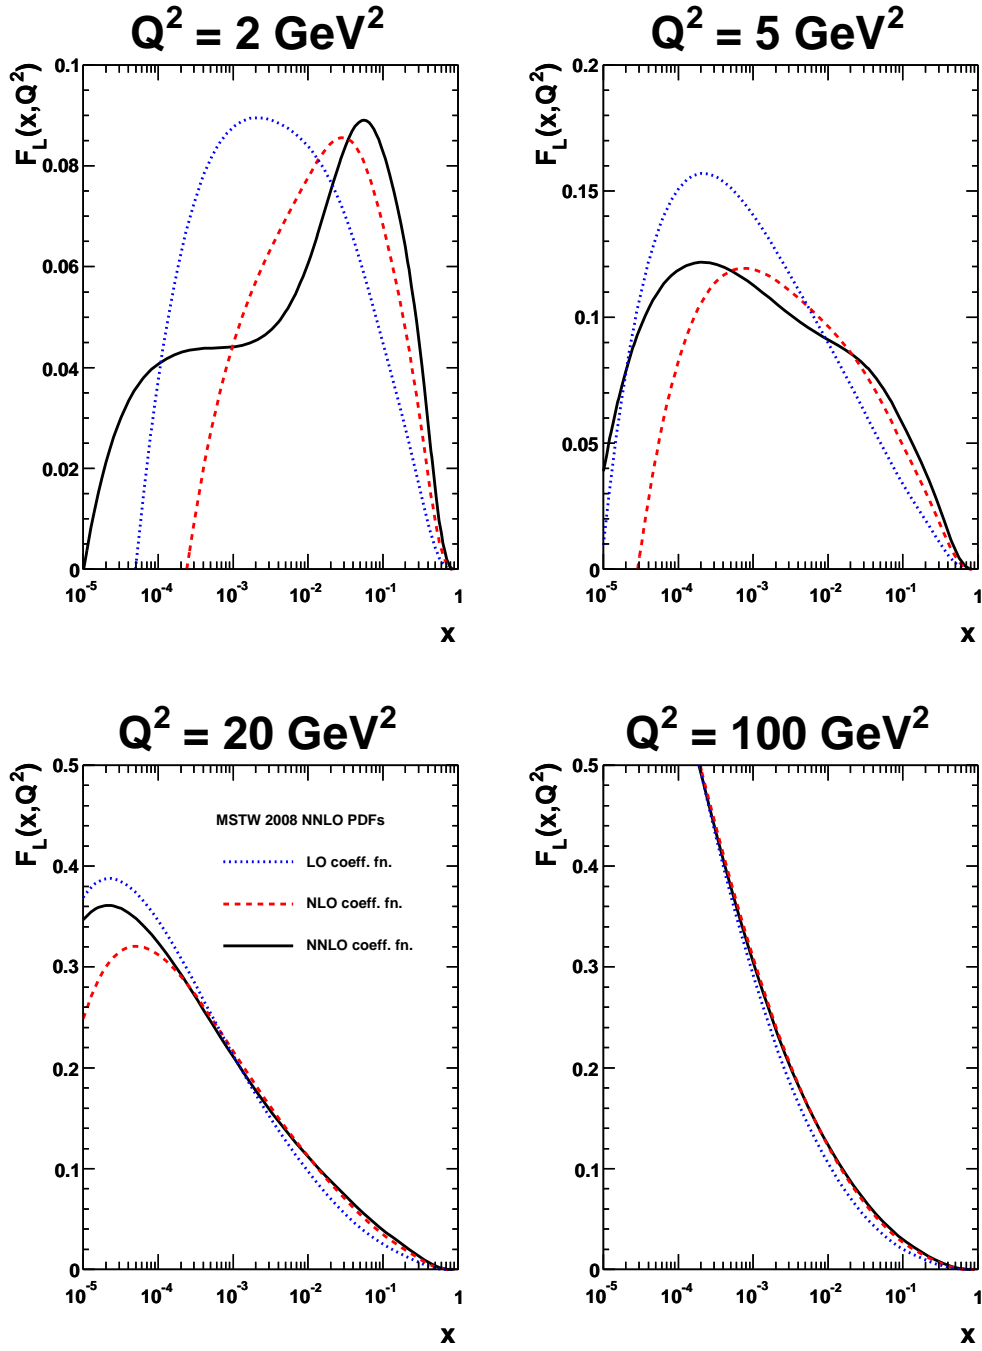 Q² = 2 GeV²
F_L(x,Q²)
0.1
0.08
0.06
0.04
0.02
0
10⁻⁵ 10⁻⁴ 10⁻³ 10⁻² 10⁻¹ 1
x
Q² = 5 GeV²
F_L(x,Q²)
0.2
0.15
0.1
0.05
0
10⁻⁵ 10⁻⁴ 10⁻³ 10⁻² 10⁻¹ 1
x
Q² = 20 GeV²
F_L(x,Q²)
0.5
0.4
0.3
0.2
0.1
0
MSTW 2008 NNLO PDFs
LO coeff. fn.
NLO coeff. fn.
NNLO coeff. fn.
10⁻⁵ 10⁻⁴ 10⁻³ 10⁻² 10⁻¹ 1
x
Q² = 100 GeV²
F_L(x,Q²)
0.5
0.4
0.3
0.2
0.1
0
10⁻⁵ 10⁻⁴ 10⁻³ 10⁻² 10⁻¹ 1
x